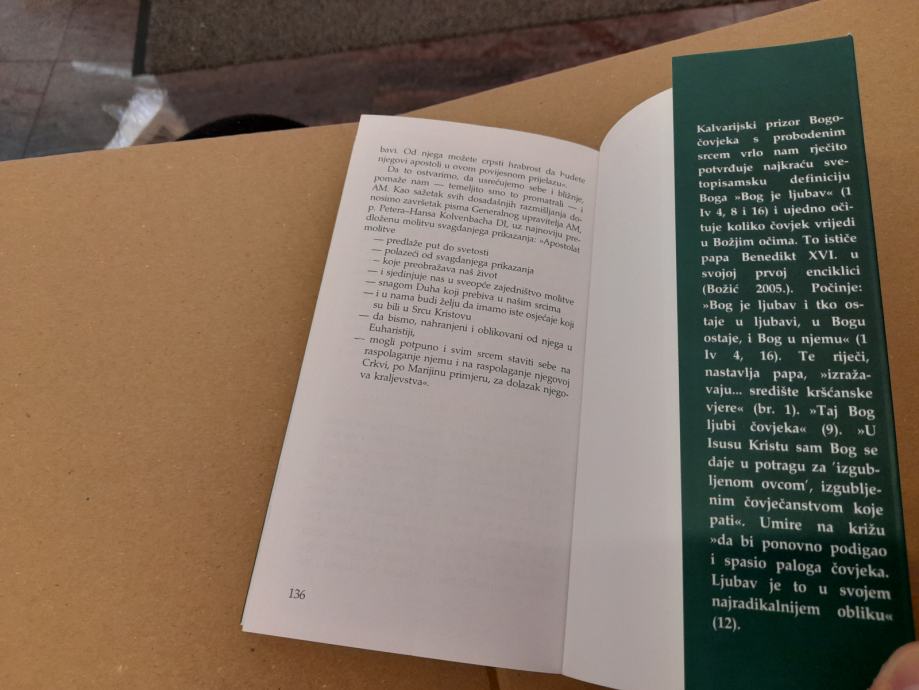 bavi. Od njega možete crpsti hrabrost da budete
njegovi apostoli u ovom povijesnom prijelazu«.
Da to ostvarimo, da usrećujemo sebe i bližnje,
pomaže nam — temeljito smo to promatrali — i
AM. Kao sažetak svih dosadašnjih razmišljanja do-
nosimo završetak pisma Generalnog upravitelja AM,
p. Petera–Hansa Kolvenbacha DI, uz najnoviju pre-
dloženu molitvu svagdanjega prikazanja: »Apostolat
molitve
— predlaže put do svetosti
— polazeći od svagdanjega prikazanja
– koje preobražava naš život
— i sjedinjuje nas u sveopće zajedništvo molitve
— snagom Duha koji prebiva u našim srcima
— i u nama budi želju da imamo iste osjećaje koji
su bili u Srcu Kristovu
— da bismo, nahranjeni i oblikovani od njega u
Euharistiji,
— mogli potpuno i svim srcem staviti sebe na
raspolaganje njemu i na raspolaganje njegovoj
Crkvi, po Marijinu primjeru, za dolazak njego-
va kraljevstva«.
136
Kalvarijski prizor Bogo-
čovjeka s probodenim
srcem vrlo nam rječito
potvrđuje najkraću sve-
topisamsku definiciju
Boga »Bog je ljubav« (1
Iv 4, 8 i 16) i ujedno oči-
tuje koliko čovjek vrijedi
u Božjim očima. To ističe
papa Benedikt XVI. u
svojoj prvoj enciklici
(Božić 2005.). Počinje:
»Bog je ljubav i tko os-
taje u ljubavi, u Bogu
ostaje, i Bog u njemu« (1
Iv 4, 16). Te riječi,
nastavlja papa, »izraža-
vaju... središte kršćanske
vjere« (br. 1). »Taj Bog
ljubi čovjeka« (9). »U
Isusu Kristu sam Bog se
daje u potragu za 'izgub-
ljenom ovcom', izgublje-
nim čovječanstvom koje
pati«. Umire na križu
»da bi ponovno podigao
i spasio paloga čovjeka.
Ljubav je to u svojem
najradikalnijem obliku«
(12).